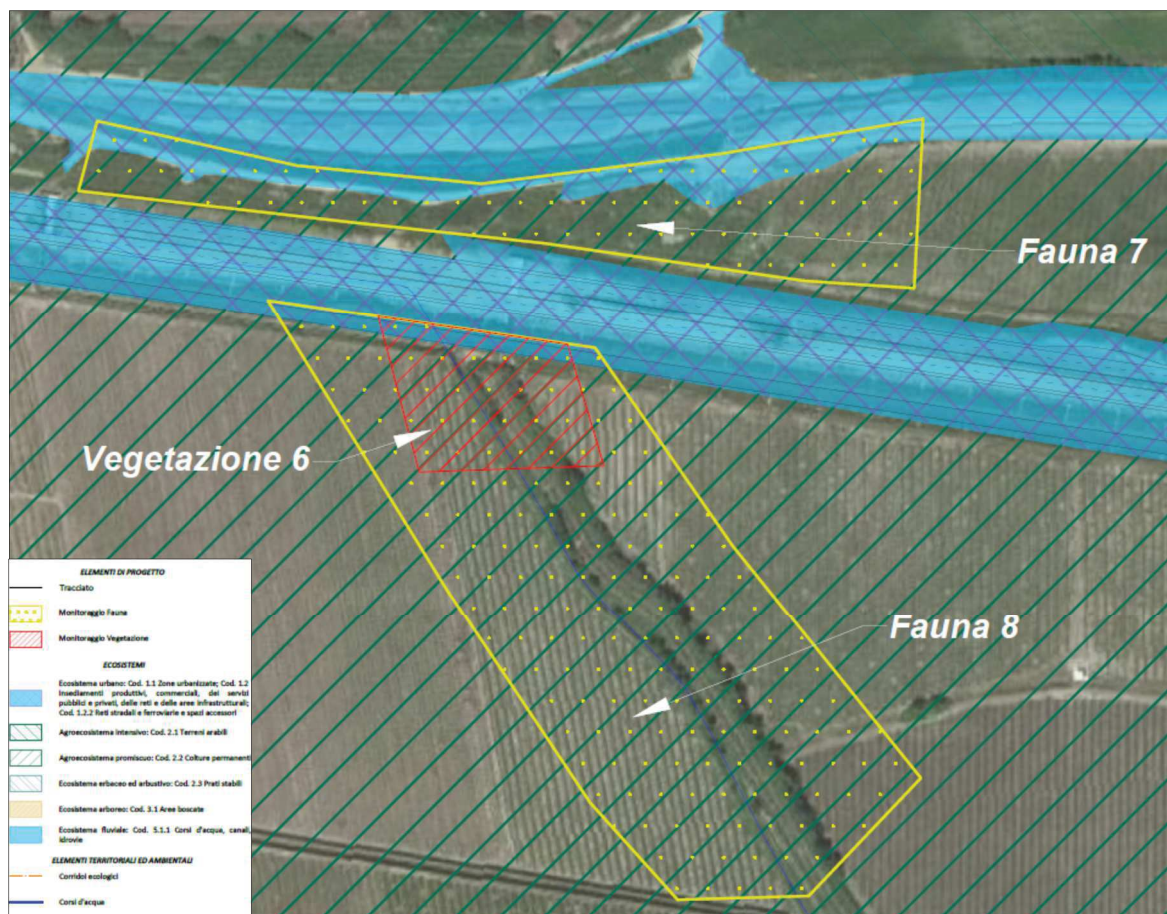 Fauna 7
Vegetazione 6
Fauna 8
ELEMENTI DI PROGETTO
Tracciato
Monitoraggio Fauna
Monitoraggio Vegetazione
ECOSISTEMI
Ecosistema urbano: Cod. 1.1 Zone urbanizzate; Cod. 1.2
Insediamenti produttivi, commerciali, dei servizi
pubblici e privati, delle reti e delle aree infrastrutturali;
Cod. 1.2.2 Reti stradali e ferroviarie e spazi accessori
Agroecosistema intensivo: Cod. 2.1 Terreni arabili
Agroecosistema promiscuo: Cod. 2.2 Colture permanenti
Ecosistema erbaceo ed arbustivo: Cod. 2.3 Prati stabili
Ecosistema arboreo: Cod. 3.1 Aree boscate
Ecosistema fluviale: Cod. 5.1.1 Corsi d'acqua, canali,
idrovie
ELEMENTI TERRITORIALI ED AMBIENTALI
Corridoi ecologici
Corsi d'acqua